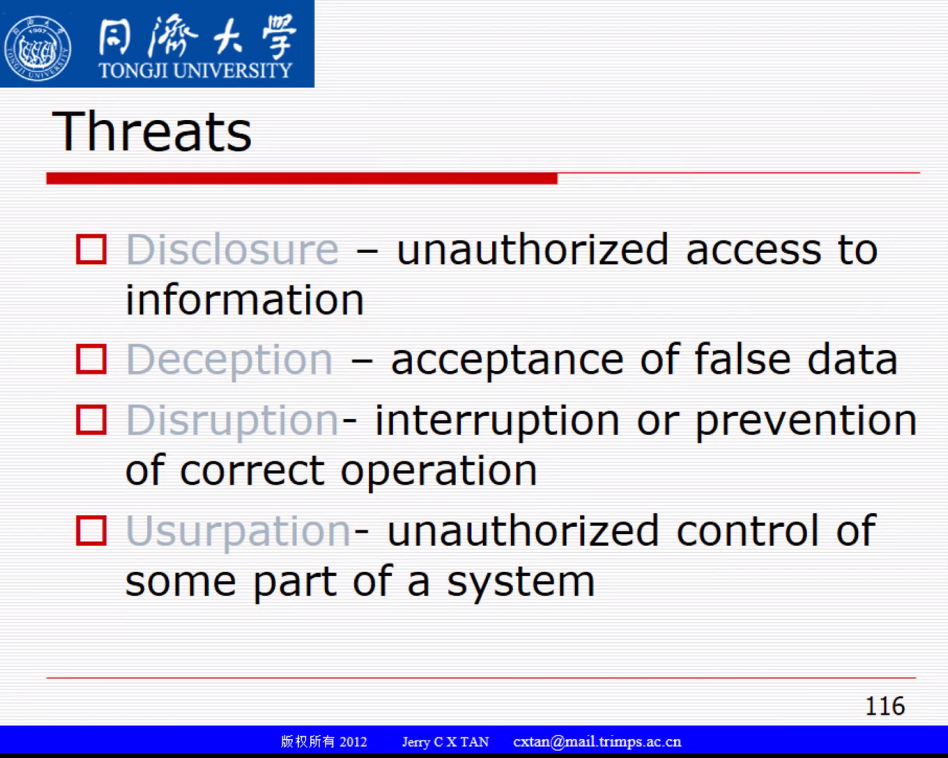 同濟大學
TONGJI UNIVERSITY
Threats
Disclosure – unauthorized access to
information
Deception – acceptance of false data
Disruption- interruption or prevention
of correct operation
Usurpation- unauthorized control of
some part of a system
116
版权所有 2012 Jerry C X TAN cxtan@mail.trimps.ac.cn